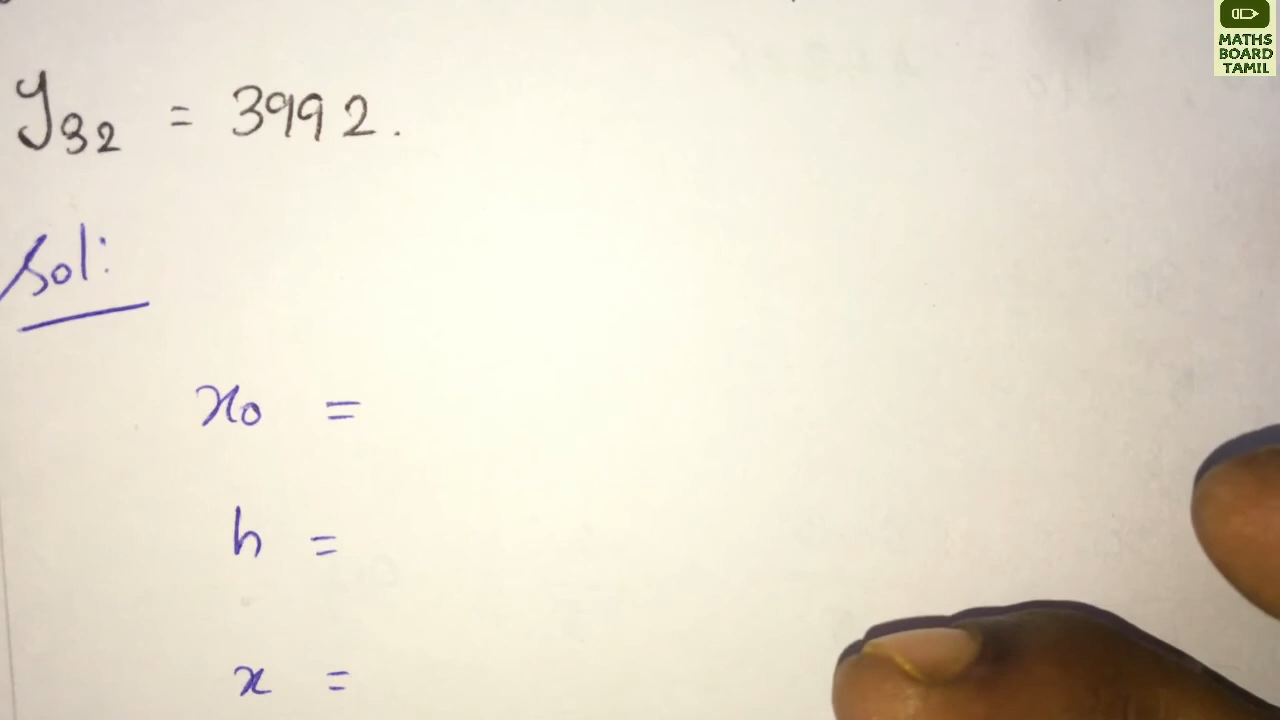 y₃₂ = 3992.
Sol:
x₀ =
h =
x =
MATHS
BOARD
TAMIL